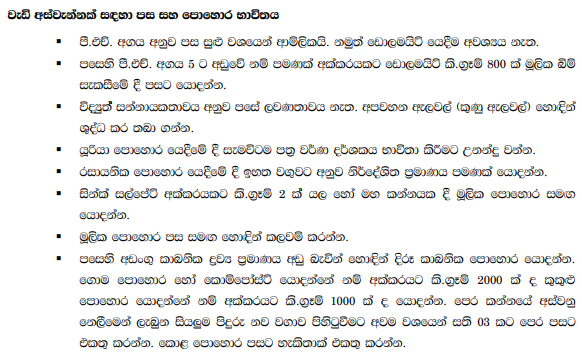 වැඩි අස්වැන්නක් සඳහා පස සහ පොහොර භාවිතය
▪ පී.එච්. අගය අනුව පස සුළු වශයෙන් ආම්ලිකයි. නමුත් ඩොලමයිට් යෙදීම අවශ්‍යය නැත.
▪ පසෙහි පී.එච්. අගය 5 ට අඩුවේ නම් පමණක් අක්කරයකට ඩොලමයිට් කි.ග්‍රෑම් 800 ක් මූලික බිම්
සැකසීමේ දී පසට යොදන්න.
▪ විද්‍යුත් සන්නායකතාවය අනුව පසේ ලවණතාවය නැත. අපවහන ඇලවල් (කුණු ඇලවල්) හොඳින්
ශුද්ධ කර තබා ගන්න.
▪ යූරියා පොහොර යෙදීමේ දී සැමවිටම පත්‍ර වර්ණ දර්ශකය භාවිතා කිරීමට උනන්දු වන්න.
▪ රසායනික පොහොර යෙදීමේ දී ඉහත වගුවට අනුව නිර්දේශිත ප්‍රමාණය පමණක් යොදන්න.
▪ සින්ක් සල්පේට් අක්කරයකට කි.ග්‍රෑම් 2 ක් යල හෝ මහ කන්නයක දී මූලික පොහොර සමඟ
යොදන්න.
▪ මූලික පොහොර පස සමඟ හොඳින් කලවම් කරන්න.
▪ පසෙහි අඩංගු කාබනික ද්‍රව්‍ය ප්‍රමාණය අඩු බැවින් හොඳින් දිරූ කාබනික පොහොර යොදන්න.
ගොම පොහොර හෝ කොම්පෝස්ට් යොදන්නේ නම් අක්කරයට කි.ග්‍රෑම් 2000 ක් ද කුකුළු
පොහොර යොදන්නේ නම් අක්කරයට කි.ග්‍රෑම් 1000 ක් ද යොදන්න. පෙර කන්නයේ අස්වනු
නෙලීමෙන් ලැබුන සියලුම පිදුරු නව වගාව පිහිටුවීමට අවම වශයෙන් සති 03 කට පෙර පසට
එකතු කරන්න. කොළ පොහොර පසට හැකිතාක් එකතු කරන්න.